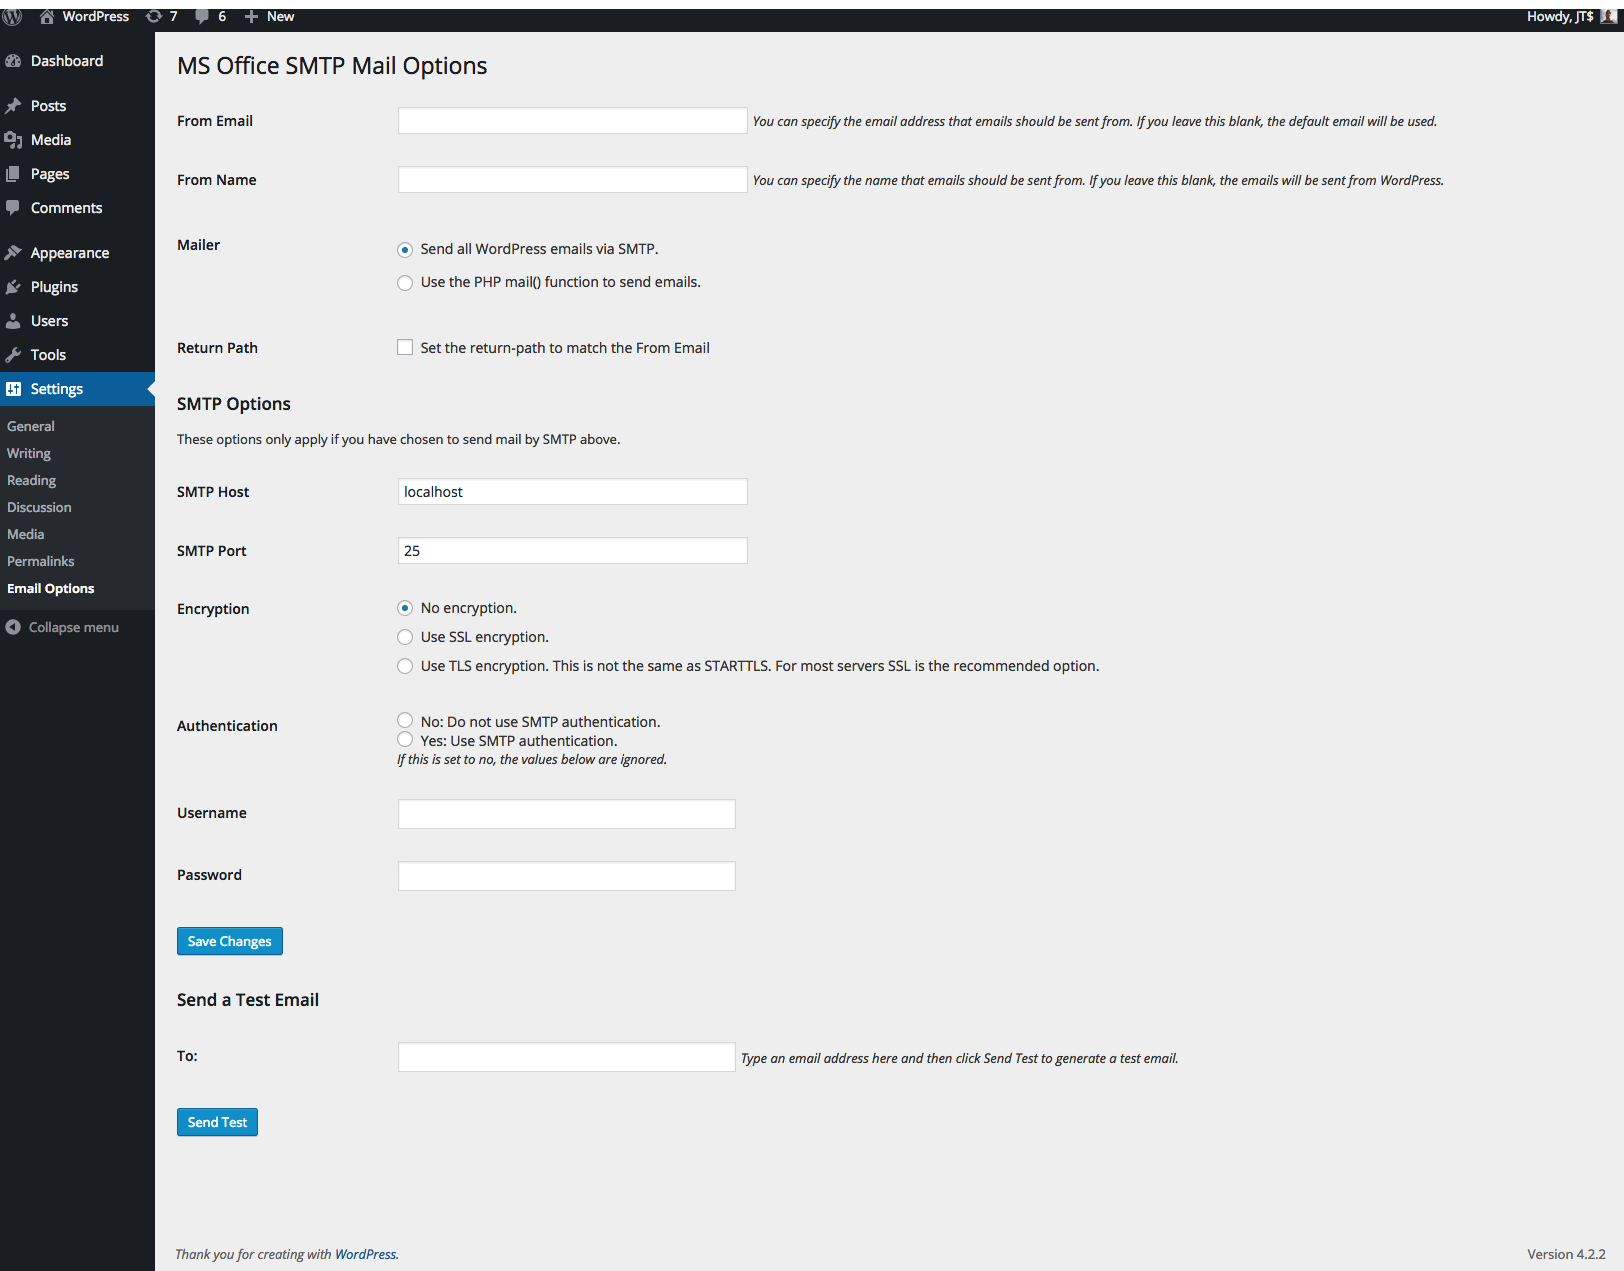 WordPress 7 6 New Howdy, JT$
Dashboard
Posts
Media
Pages
Comments
Appearance
Plugins
Users
Tools
Settings
General
Writing
Reading
Discussion
Media
Permalinks
Email Options
Collapse menu
MS Office SMTP Mail Options
From Email You can specify the email address that emails should be sent from. If you leave this blank, the default email will be used.
From Name You can specify the name that emails should be sent from. If you leave this blank, the emails will be sent from WordPress.
Mailer Send all WordPress emails via SMTP.
Use the PHP mail() function to send emails.
Return Path Set the return-path to match the From Email
SMTP Options
These options only apply if you have chosen to send mail by SMTP above.
SMTP Host localhost
SMTP Port 25
Encryption No encryption.
Use SSL encryption.
Use TLS encryption. This is not the same as STARTTLS. For most servers SSL is the recommended option.
Authentication No: Do not use SMTP authentication.
Yes: Use SMTP authentication.
If this is set to no, the values below are ignored.
Username
Password
Save Changes
Send a Test Email
To: Type an email address here and then click Send Test to generate a test email.
Send Test
Thank you for creating with WordPress. Version 4.2.2